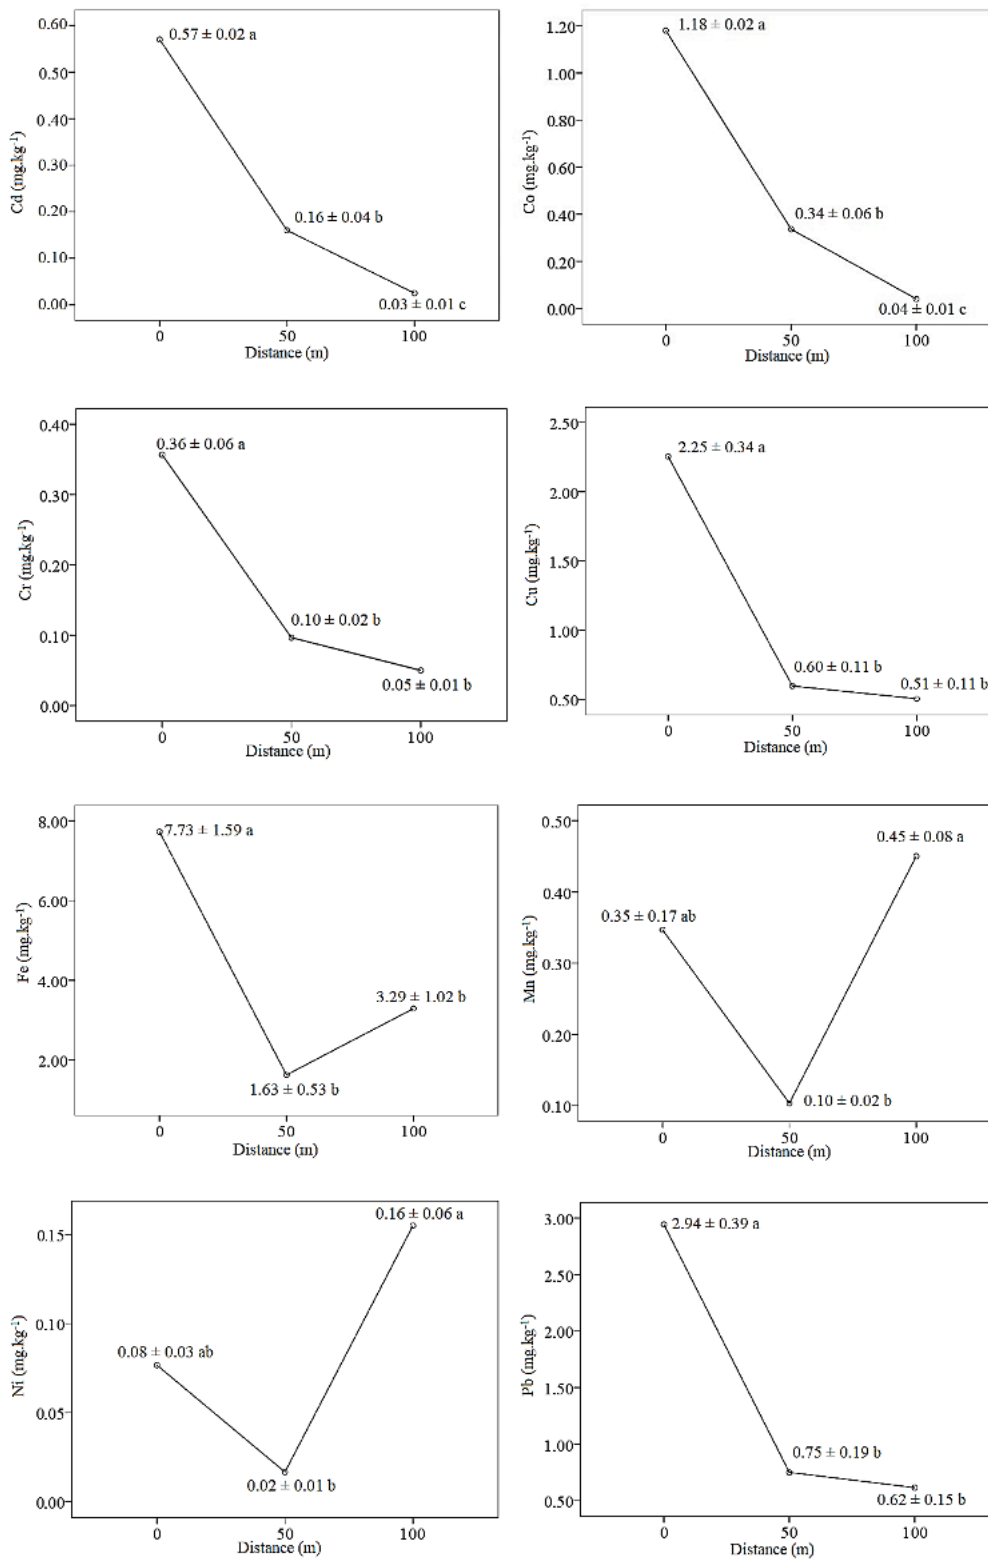 0.60
0.57 ± 0.02 a
0.50
0.40
0.30
0.20
0.16 ± 0.04 b
0.10
0.00
0.03 ± 0.01 c
Cd (mg.kg-1)
0
50
100
Distance (m)
1.20
1.18 ± 0.02 a
1.00
0.80
0.60
0.40
0.34 ± 0.06 b
0.20
0.00
0.04 ± 0.01 c
Co (mg.kg-1)
0
50
100
Distance (m)
0.40
0.36 ± 0.06 a
0.30
0.20
0.10
0.10 ± 0.02 b
0.05 ± 0.01 b
0.00
Cr (mg.kg-1)
0
50
100
Distance (m)
2.50
2.25 ± 0.34 a
2.00
1.50
1.00
0.60 ± 0.11 b
0.51 ± 0.11 b
0.50
Cu (mg.kg-1)
0
50
100
Distance (m)
8.00
7.73 ± 1.59 a
6.00
4.00
3.29 ± 1.02 b
2.00
1.63 ± 0.53 b
Fe (mg.kg-1)
0
50
100
Distance (m)
0.50
0.45 ± 0.08 a
0.40
0.35 ± 0.17 ab
0.30
0.20
0.10
0.10 ± 0.02 b
Mn (mg.kg-1)
0
50
100
Distance (m)
0.16 ± 0.06 a
0.15
0.10
0.08 ± 0.03 ab
0.05
0.02 ± 0.01 b
0.00
Ni (mg.kg-1)
0
50
100
Distance (m)
3.00
2.94 ± 0.39 a
2.50
2.00
1.50
1.00
0.75 ± 0.19 b
0.62 ± 0.15 b
0.50
Pb (mg.kg-1)
0
50
100
Distance (m)